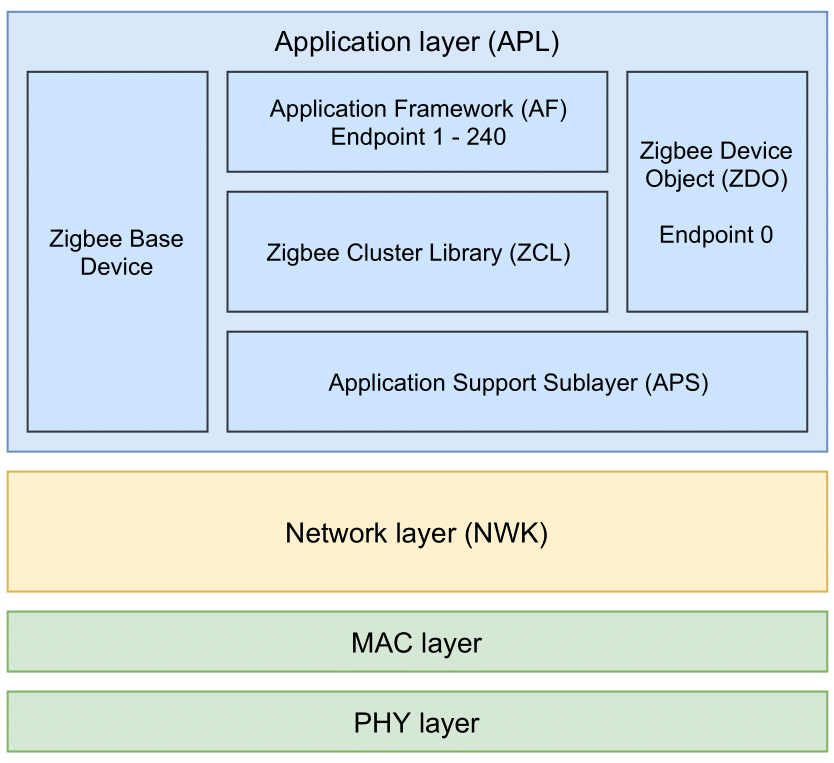 Application layer (APL)
Zigbee Base
Device
Application Framework (AF)
Endpoint 1 - 240
Zigbee Cluster Library (ZCL)
Zigbee Device
Object (ZDO)
Endpoint 0
Application Support Sublayer (APS)
Network layer (NWK)
MAC layer
PHY layer